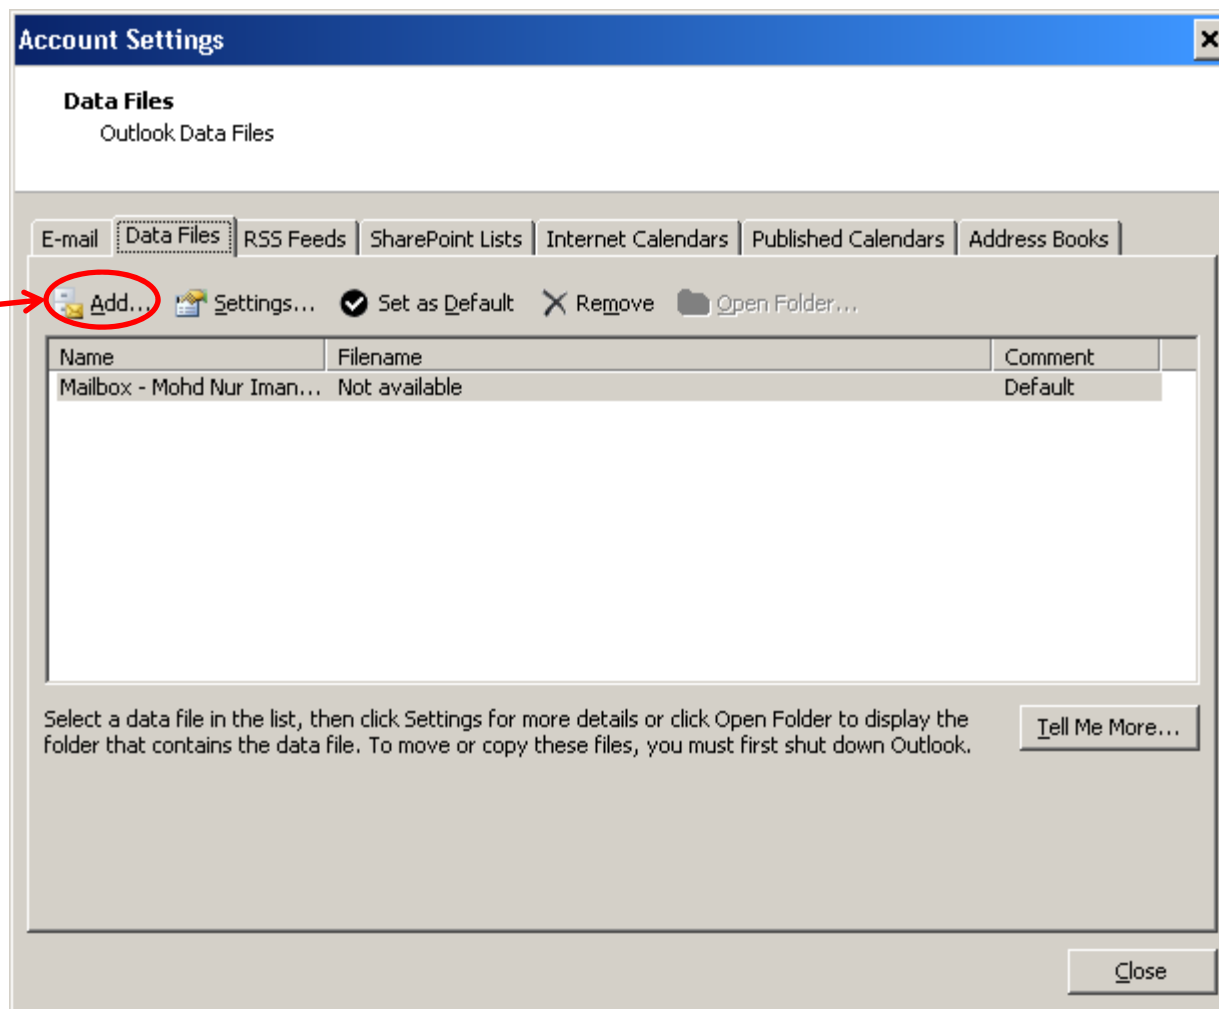 Account Settings
Data Files
Outlook Data Files
E-mail Data Files RSS Feeds SharePoint Lists Internet Calendars Published Calendars Address Books
Add... Settings... Set as Default Remove Open Folder...
Name Filename Comment
Mailbox - Mohd Nur Iman... Not available Default
Select a data file in the list, then click Settings for more details or click Open Folder to display the
folder that contains the data file. To move or copy these files, you must first shut down Outlook.
Tell Me More...
Close